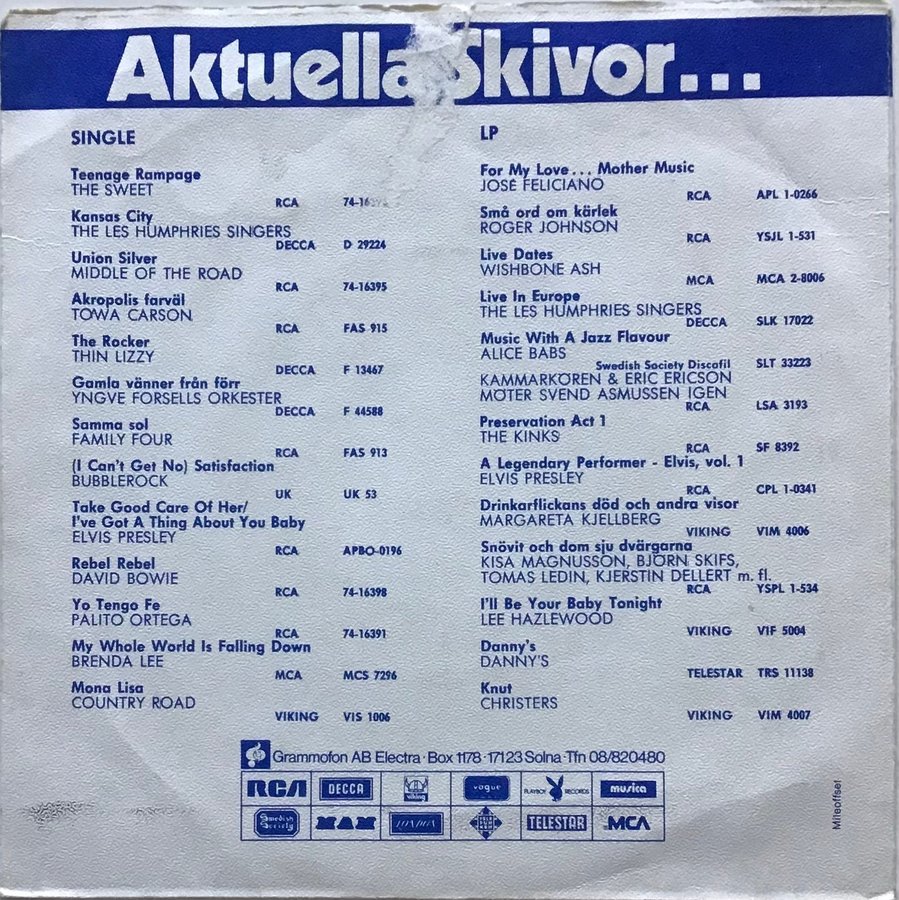 Aktuella Skivor...
SINGLE
Teenage Rampage
THE SWEET
RCA
Kansas City
THE LES HUMPHRIES SINGERS
DECCA D 29224
Union Silver
MIDDLE OF THE ROAD
RCA 74-16395
Akropolis farväl
TOWA CARSON
RCA FAS 915
The Rocker
THIN LIZZY
DECCA F 13467
Gamla vänner från förr
YNGVE FORSELLS ORKESTER
DECCA F 44588
Samma sol
FAMILY FOUR
RCA FAS 913
(I Can't Get No) Satisfaction
BUBBLEROCK
UK UK 53
Take Good Care Of Her/
I've Got A Thing About You Baby
ELVIS PRESLEY
RCA APBO-0196
Rebel Rebel
DAVID BOWIE
RCA 74-16398
Yo Tengo Fe
PALITO ORTEGA
RCA 74-16391
My Whole World Is Falling Down
BRENDA LEE
MCA MCS 7296
Mona Lisa
COUNTRY ROAD
VIKING VIS 1006
LP
For My Love... Mother Music
JOSÉ FELICIANO
RCA APL 1-0266
Små ord om kärlek
ROGER JOHNSON
RCA YSJL 1-531
Live Dates
WISHBONE ASH
MCA MCA 2-8006
Live In Europe
THE LES HUMPHRIES SINGERS
DECCA SLK 17022
Music With A Jazz Flavour
ALICE BABS
Swedish Society Discofil SLT 33223
KAMMARKÖREN & ERIC ERICSON
MÖTER SVEND ASMUSSEN IGEN
RCA LSA 3193
Preservation Act 1
THE KINKS
RCA SF 8392
A Legendary Performer - Elvis, vol. 1
ELVIS PRESLEY
RCA CPL 1-0341
Drinkarflickans död och andra visor
MARGARETA KJELLBERG
VIKING VIM 4006
Snövit och dom sju dvärgarna
KISA MAGNUSSON, BJÖRN SKIFS,
TOMAS LEDIN, KJERSTIN DELLERT m. fl.
RCA YSPL 1-534
I'll Be Your Baby Tonight
LEE HAZLEWOOD
VIKING VIF 5004
Danny's
DANNY'S
TELESTAR TRS 11138
Knut
CHRISTERS
VIKING VIM 4007
Grammofon AB Electra · Box 1178 · 17123 Solna · Tfn 08/820480
RCA DECCA viking vogue PLAYBOY RECORDS musica
Swedish Society MAM LONDON TELEFUNKEN TELESTAR MCA
Mileoffset